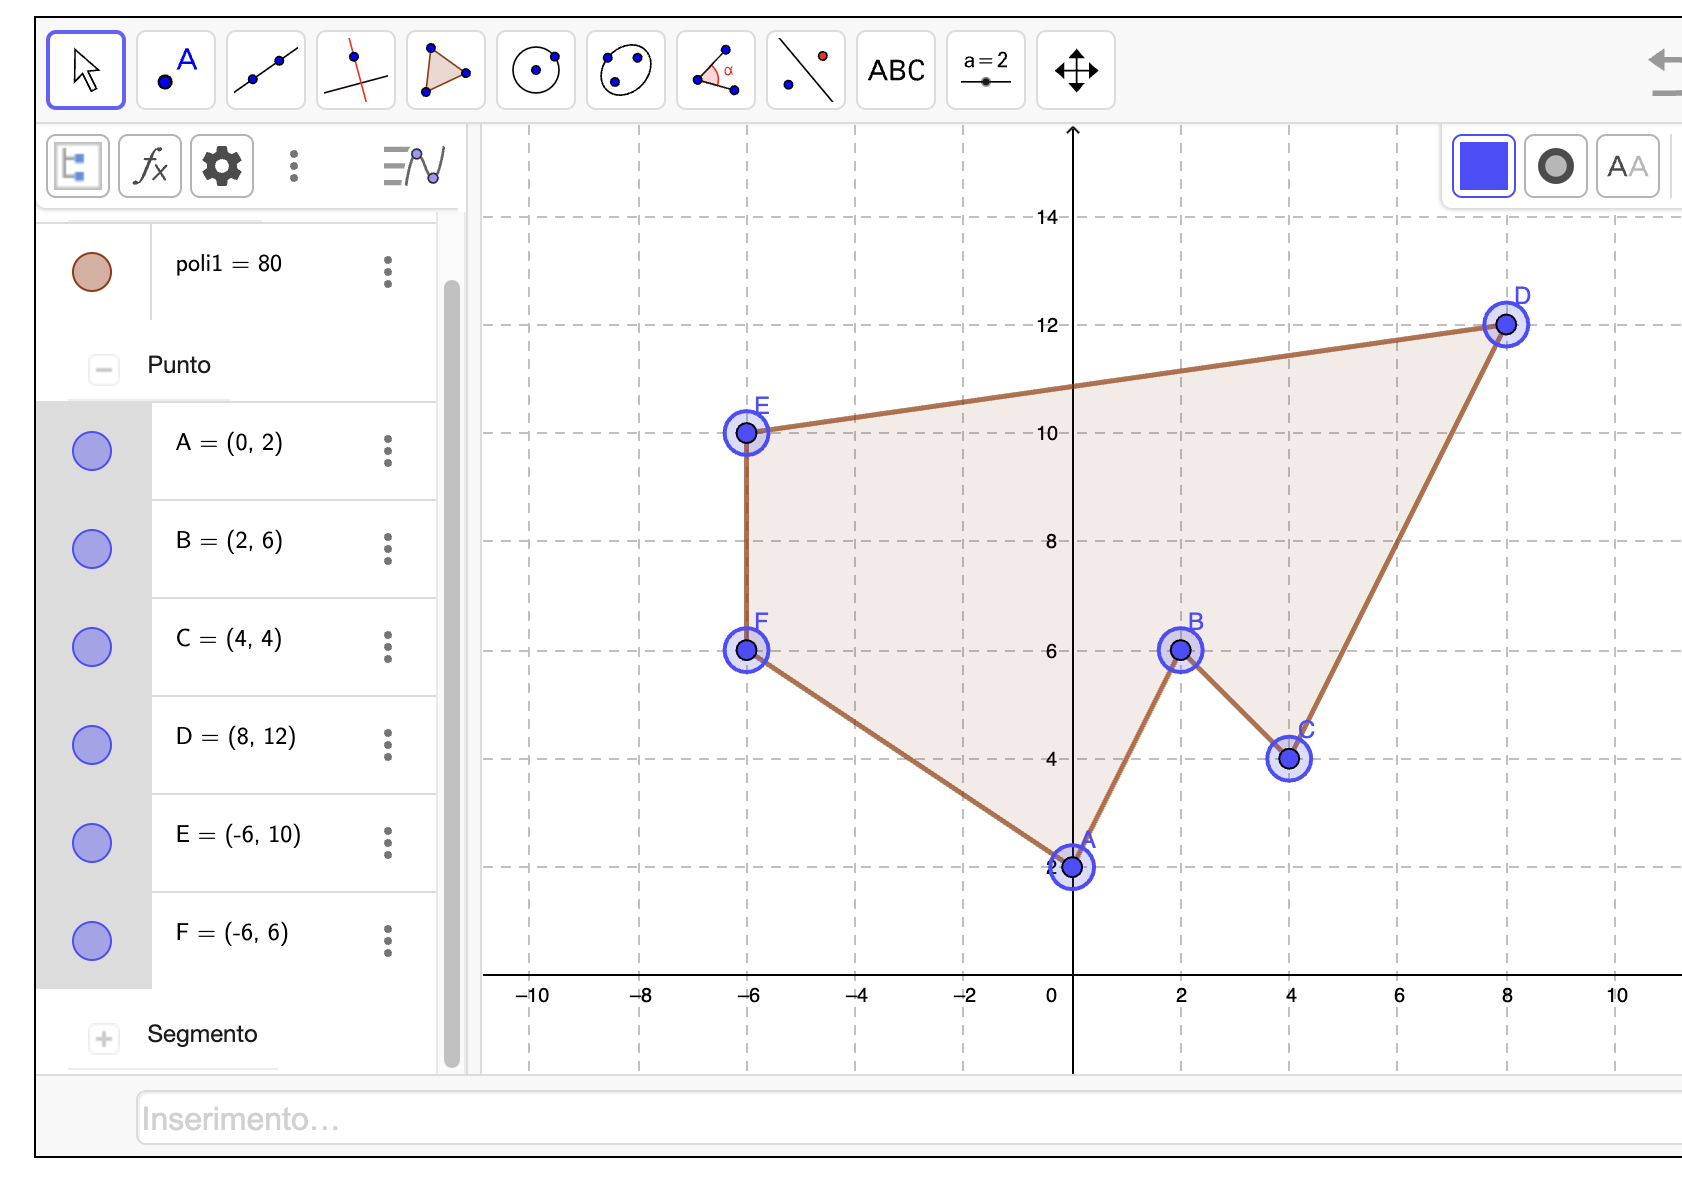 A
α
ABC
a=2
fx
AA
poli1 = 80
Punto
A = (0, 2)
B = (2, 6)
C = (4, 4)
D = (8, 12)
E = (-6, 10)
F = (-6, 6)
Segmento
14
12
10
8
6
4
2
D
E
F
B
C
A
–10 –8 –6 –4 –2 0 2 4 6 8 10
Inserimento…